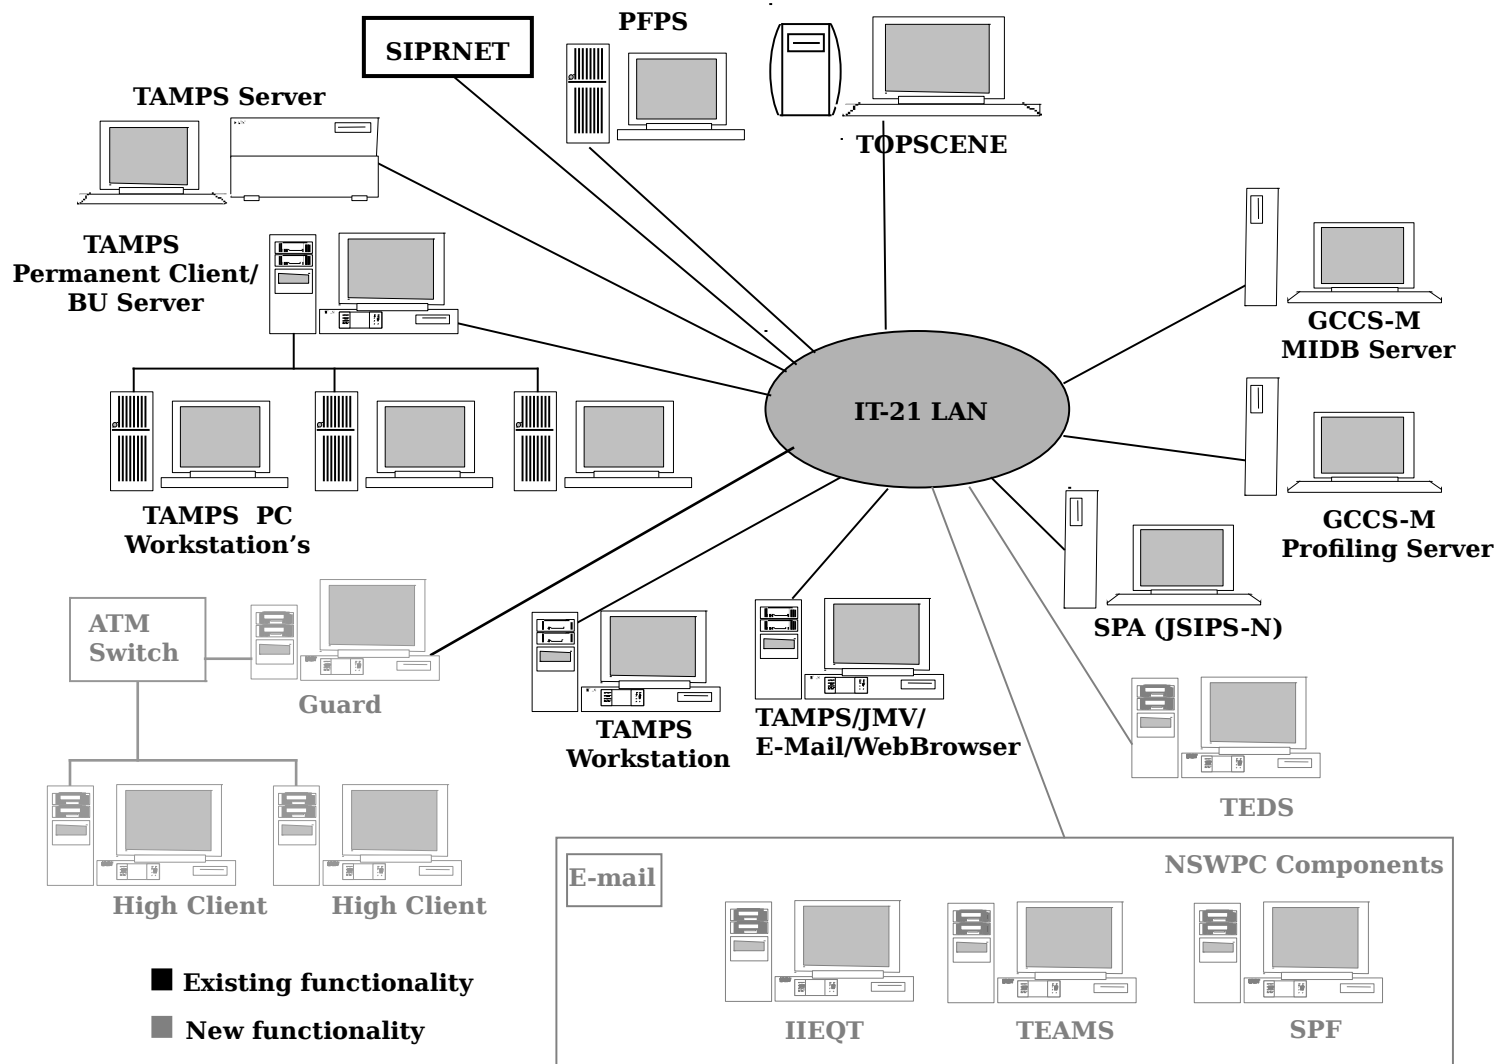 PFPS
SIPRNET
TAMPS Server
TOPSCENE
TAMPS
Permanent Client/
BU Server
GCCS-M
MIDB Server
IT-21 LAN
TAMPS PC
Workstation's
GCCS-M
Profiling Server
ATM
Switch
SPA (JSIPS-N)
Guard
TAMPS
Workstation
TAMPS/JMV/
E-Mail/WebBrowser
TEDS
High Client
High Client
E-mail
NSWPC Components
IIEQT
TEAMS
SPF
Existing functionality
New functionality